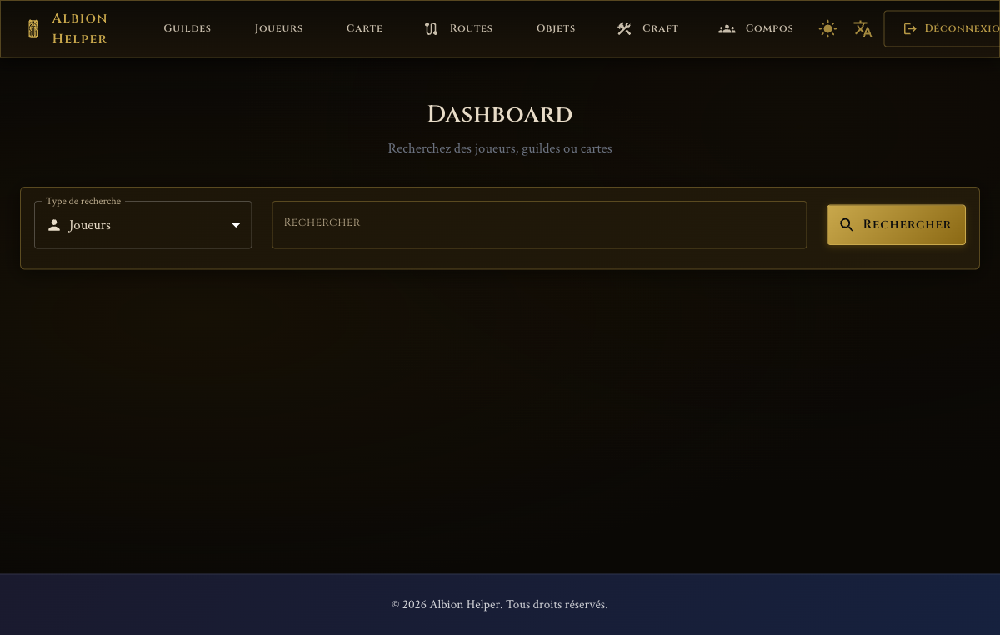 Albion
Helper
Guildes
Joueurs
Carte
Routes
Objets
Craft
Compos
Déconnexio
Dashboard
Recherchez des joueurs, guildes ou cartes
Type de recherche
Joueurs
Rechercher
Rechercher
© 2026 Albion Helper. Tous droits réservés.